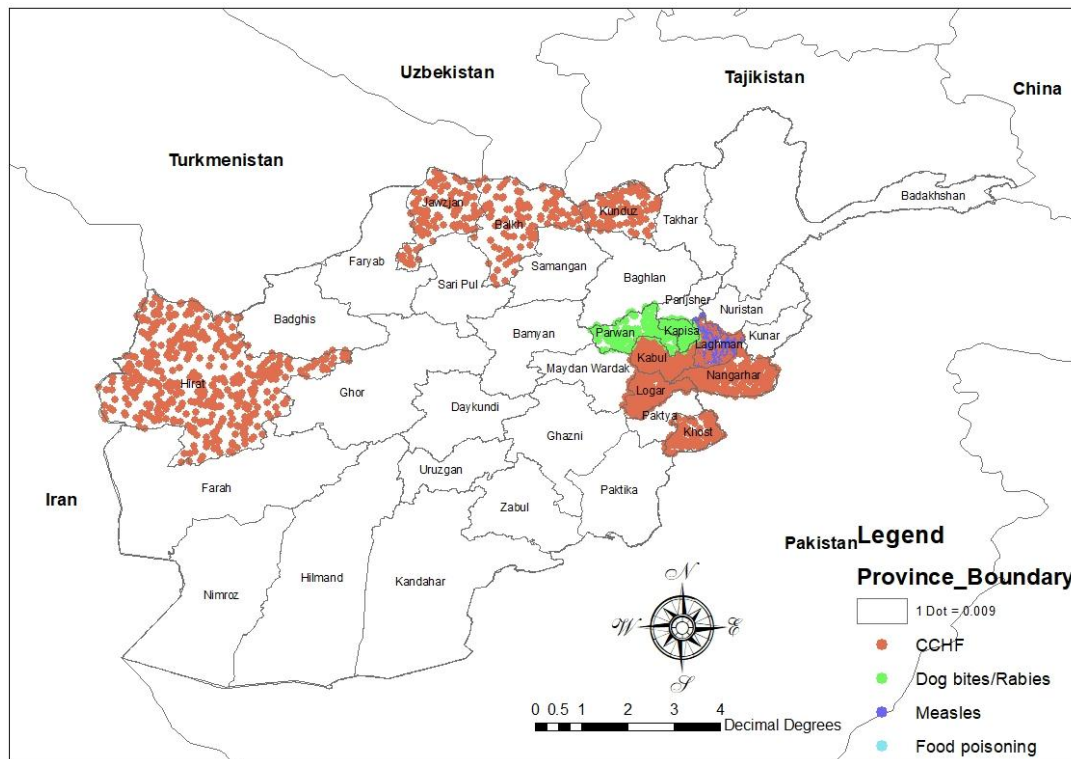 Uzbekistan
Tajikistan
China
Turkmenistan
Jawzjan
Balkh
Kunduz
Takhar
Badakhshan
Faryab
Sari Pul
Samangan
Baghlan
Panjsher
Nuristan
Badghis
Bamyan
Parwan
Kapisa
Laghman
Kunar
Kabul
Maydan Wardak
Nangarhar
Hirat
Ghor
Logar
Daykundi
Paktya
Khost
Ghazni
Uruzgan
Farah
Iran
Zabul
Paktika
Pakistan
Nimroz
Hilmand
Kandahar
N
W
E
S
0 0.5 1 2 3 4
Decimal Degrees
Legend
Province_Boundary
1 Dot = 0.009
CCHF
Dog bites/Rabies
Measles
Food poisoning